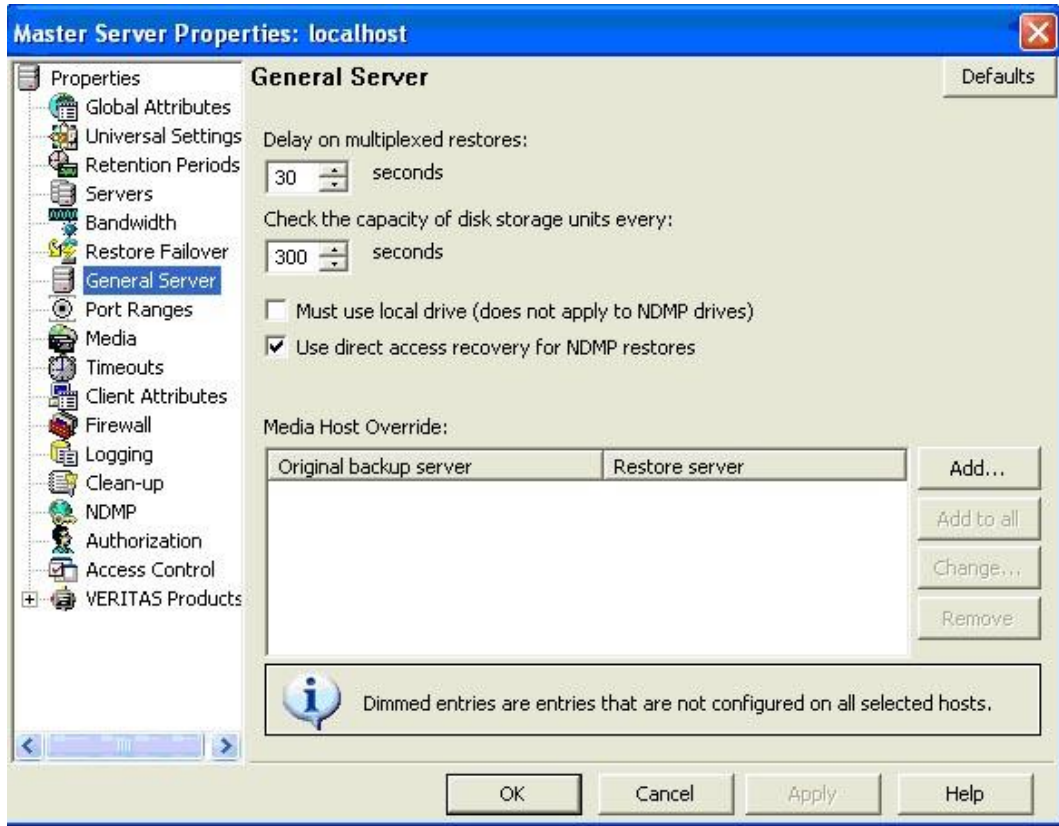 Master Server Properties: localhost
Properties
Global Attributes
Universal Settings
Retention Periods
Servers
Bandwidth
Restore Failover
General Server
Port Ranges
Media
Timeouts
Client Attributes
Firewall
Logging
Clean-up
NDMP
Authorization
Access Control
VERITAS Products
General Server
Defaults
Delay on multiplexed restores:
30 seconds
Check the capacity of disk storage units every:
300 seconds
Must use local drive (does not apply to NDMP drives)
Use direct access recovery for NDMP restores
Media Host Override:
Original backup server Restore server
Add...
Add to all
Change...
Remove
Dimmed entries are entries that are not configured on all selected hosts.
OK Cancel Apply Help